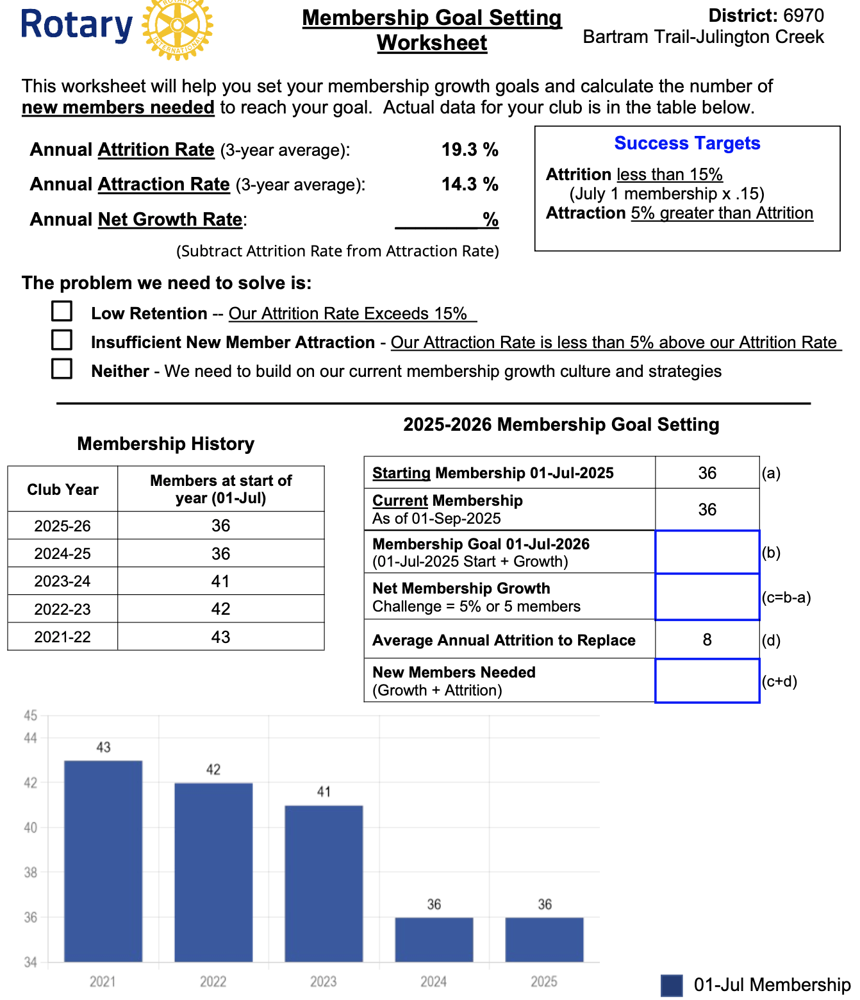 Rotary
ROTARY
INTERNATIONAL
Membership Goal Setting
Worksheet
District: 6970
Bartram Trail-Julington Creek
This worksheet will help you set your membership growth goals and calculate the number of
new members needed to reach your goal.  Actual data for your club is in the table below.
Annual Attrition Rate (3-year average): 19.3 %
Annual Attraction Rate (3-year average): 14.3 %
Annual Net Growth Rate: ________ %
(Subtract Attrition Rate from Attraction Rate)
Success Targets
Attrition less than 15%
(July 1 membership x .15)
Attraction 5% greater than Attrition
The problem we need to solve is:
Low Retention -- Our Attrition Rate Exceeds 15%
Insufficient New Member Attraction - Our Attraction Rate is less than 5% above our Attrition Rate
Neither - We need to build on our current membership growth culture and strategies
Membership History
Club Year Members at start of
year (01-Jul)
2025-26 36
2024-25 36
2023-24 41
2022-23 42
2021-22 43
2025-2026 Membership Goal Setting
Starting Membership 01-Jul-2025 36 (a)
Current Membership
As of 01-Sep-2025 36
Membership Goal 01-Jul-2026
(01-Jul-2025 Start + Growth) (b)
Net Membership Growth
Challenge = 5% or 5 members (c=b-a)
Average Annual Attrition to Replace 8 (d)
New Members Needed
(Growth + Attrition) (c+d)
45
44
42
40
38
36
34
43
42
41
36
36
2021 2022 2023 2024 2025
01-Jul Membership